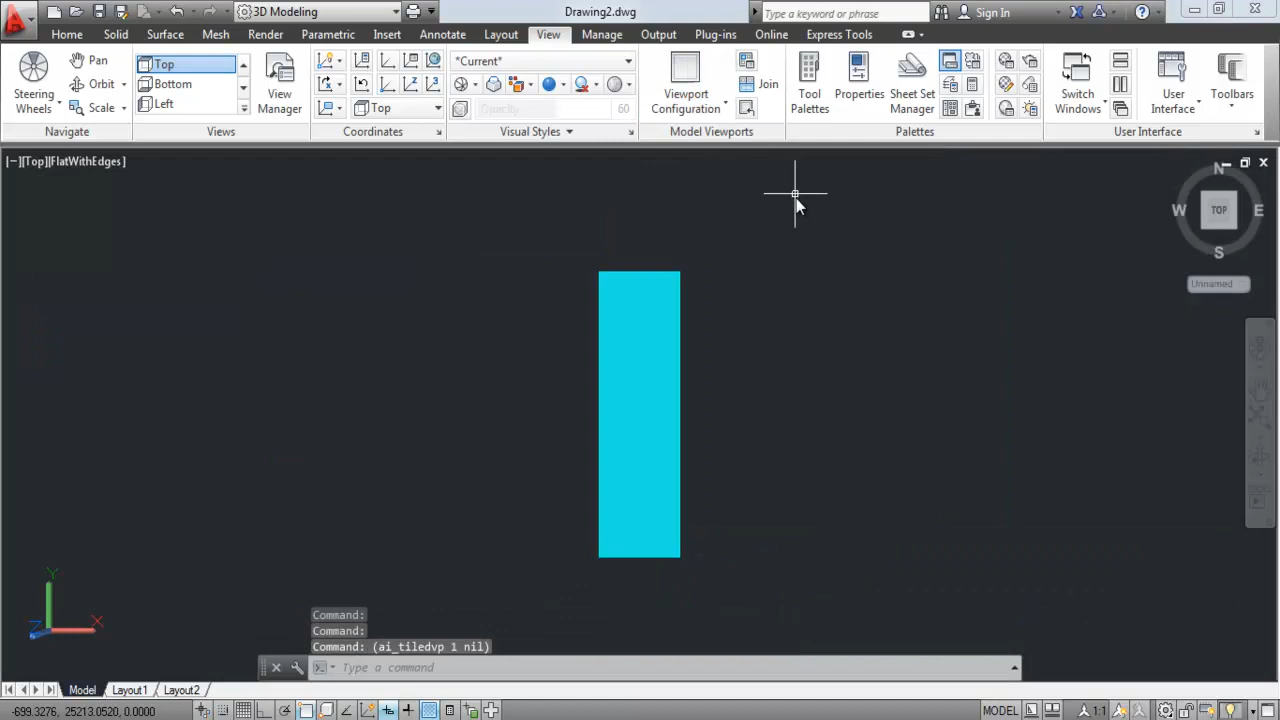 3D Modeling
Drawing2.dwg
Type a keyword or phrase
Sign In
Home Solid Surface Mesh Render Parametric Insert Annotate Layout View Manage Output Plug-ins Online Express Tools
Steering Wheels
Pan
Orbit
Scale
Navigate
Top
Bottom
Left
View Manager
Views
Top
Coordinates
*Current*
Opacity 60
Visual Styles
Viewport Configuration
Join
Model Viewports
Tool Palettes
Properties
Sheet Set Manager
Palettes
Switch Windows
User Interface
Toolbars
User Interface
[−][Top][FlatWithEdges]
N
W TOP E
S
Unnamed
Y
X
Z
Command:
Command:
Command: (ai_tiledvp 1 nil)
Type a command
Model Layout1 Layout2
-699.3276, 25213.0520, 0.0000
MODEL
1:1